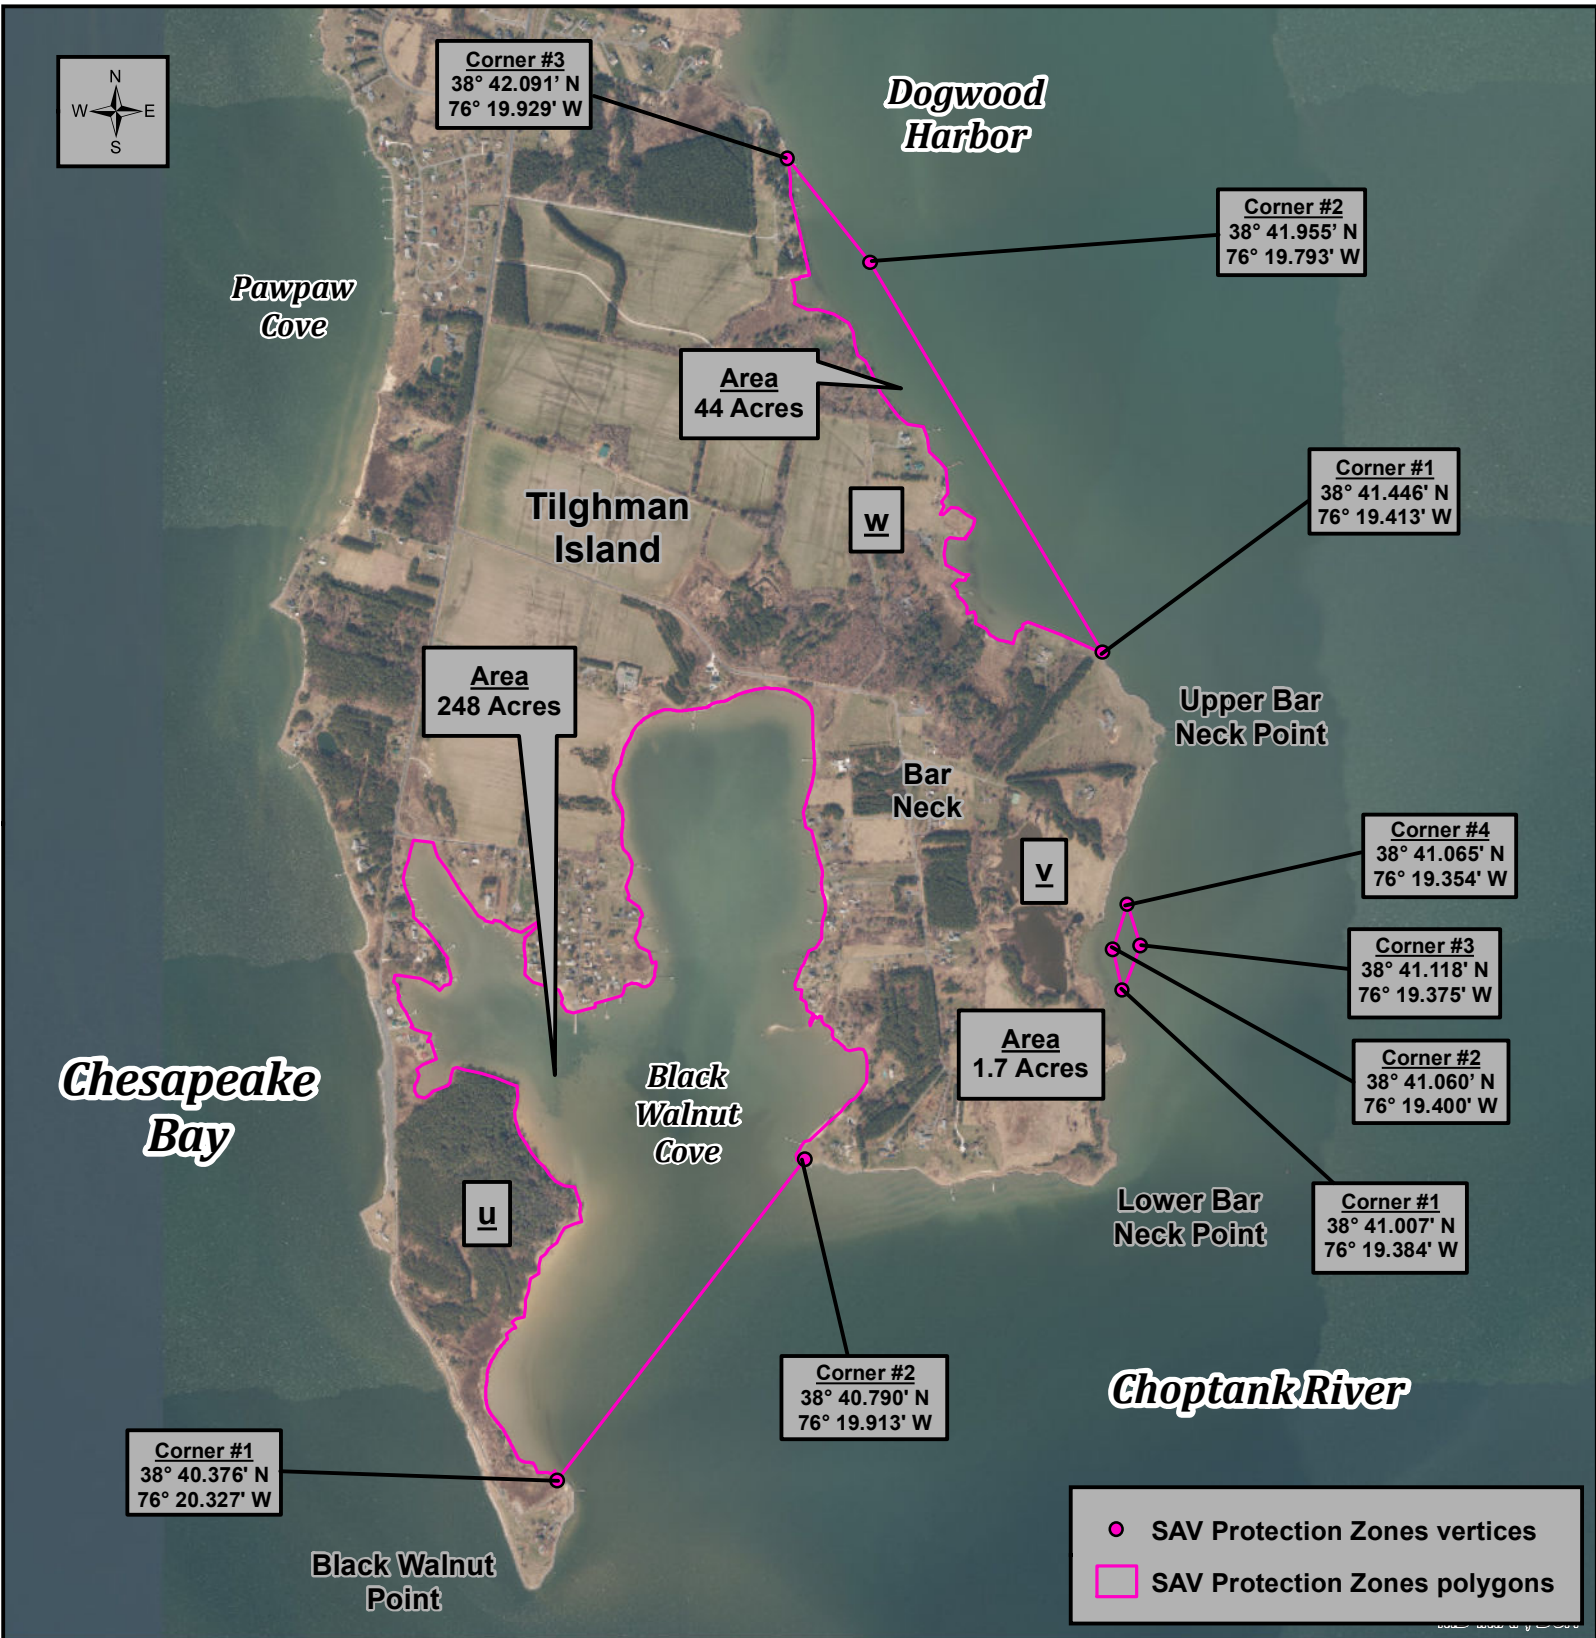 N
W E
S
Corner #3
38° 42.091’ N
76° 19.929' W
Dogwood
Harbor
Corner #2
38° 41.955’ N
76° 19.793' W
Pawpaw
Cove
Area
44 Acres
Corner #1
38° 41.446' N
76° 19.413' W
Tilghman
Island
w
Area
248 Acres
Upper Bar
Neck Point
Bar
Neck
v
Corner #4
38° 41.065' N
76° 19.354' W
Corner #3
38° 41.118' N
76° 19.375' W
Area
1.7 Acres
Corner #2
38° 41.060’ N
76° 19.400' W
Chesapeake
Bay
Black
Walnut
Cove
u
Lower Bar
Neck Point
Corner #1
38° 41.007' N
76° 19.384' W
Corner #2
38° 40.790' N
76° 19.913' W
Choptank River
Corner #1
38° 40.376' N
76° 20.327' W
Black Walnut
Point
SAV Protection Zones vertices
SAV Protection Zones polygons